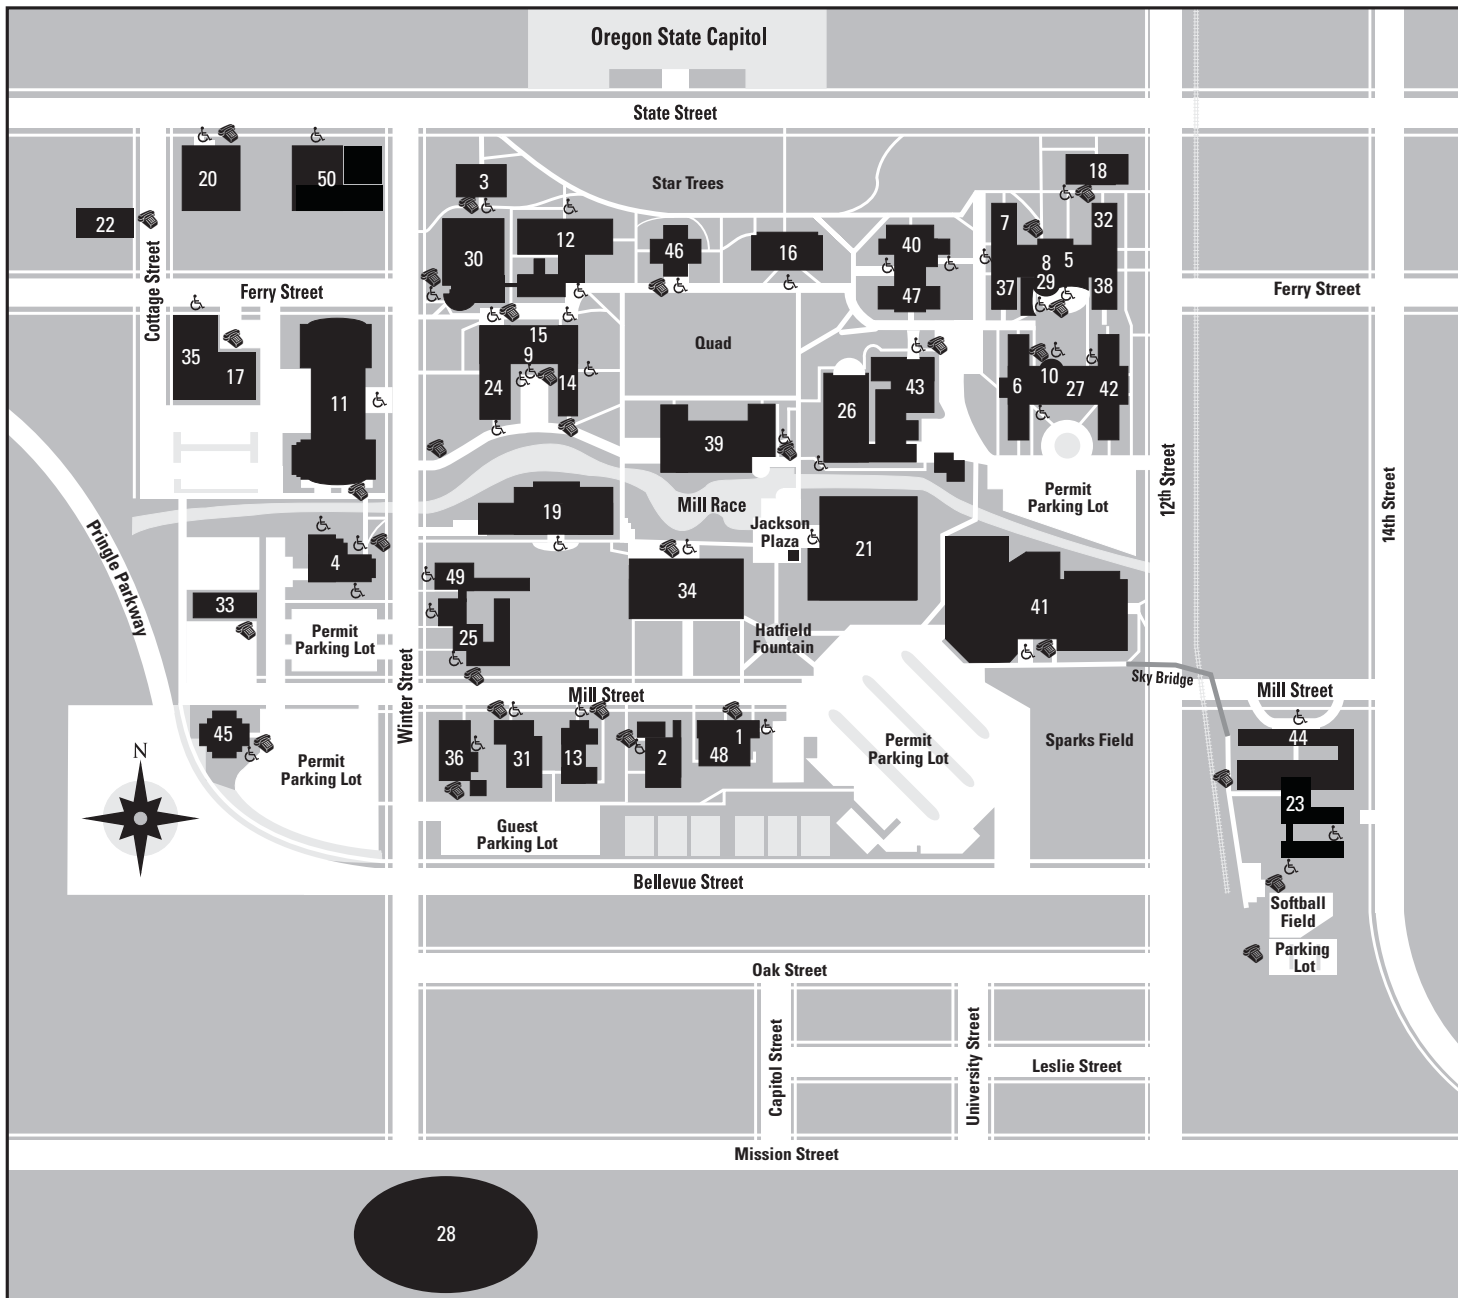 Oregon State Capitol
State Street
20
50
3
Star Trees
18
22
7
32
12
46
16
40
30
8
5
29
37
38
47
Cottage Street
Ferry Street
Ferry Street
35
17
11
15
9
24
14
Quad
43
26
6
10
27
42
39
12th Street
14th Street
Permit
Parking Lot
19
Mill Race
Jackson
Plaza
21
Pringle Parkway
4
49
34
41
33
Permit
Parking Lot
25
Hatfield
Fountain
Winter Street
Mill Street
Sky Bridge
Mill Street
45
N
Permit
Parking Lot
36
31
13
2
1
48
Permit
Parking Lot
Sparks Field
44
23
Guest
Parking Lot
Bellevue Street
Softball
Field
Parking
Lot
Oak Street
Capitol Street
University Street
Leslie Street
Mission Street
28